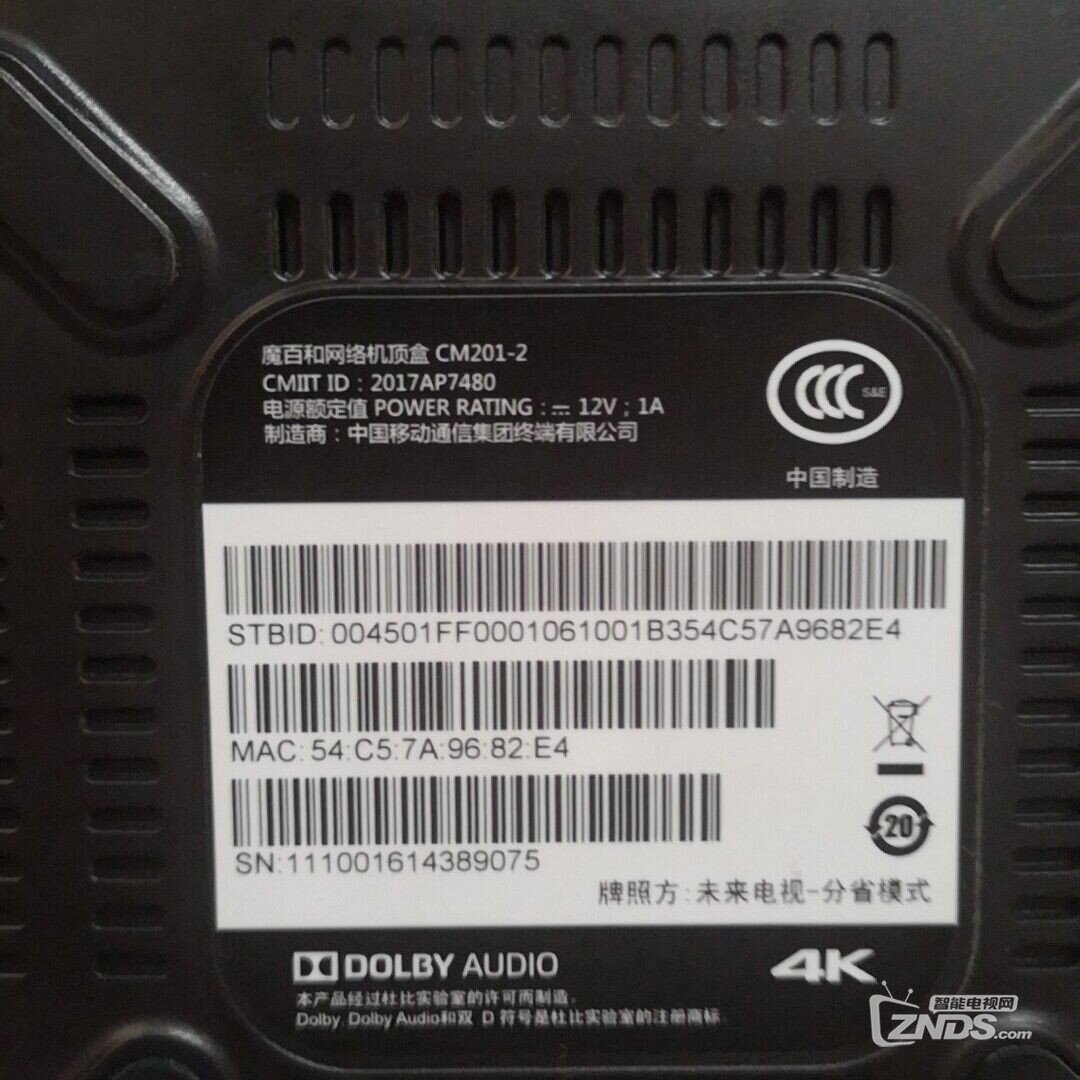 魔百和网络机顶盒 CM201-2
CMIIT ID：2017AP7480
电源额定值 POWER RATING：⎓ 12V；1A
制造商：中国移动通信集团终端有限公司
S&E
中国制造
STBID: 004501FF0001061001B354C57A9682E4
MAC: 54:C5:7A:96:82:E4
SN:111001614389075
20
牌照方:未来电视-分省模式
DOLBY AUDIO
4K
本产品经过杜比实验室的许可而制造。
Dolby, Dolby Audio和双 D 符号是杜比实验室的注册商标.
智能电视网
ZNDS.com